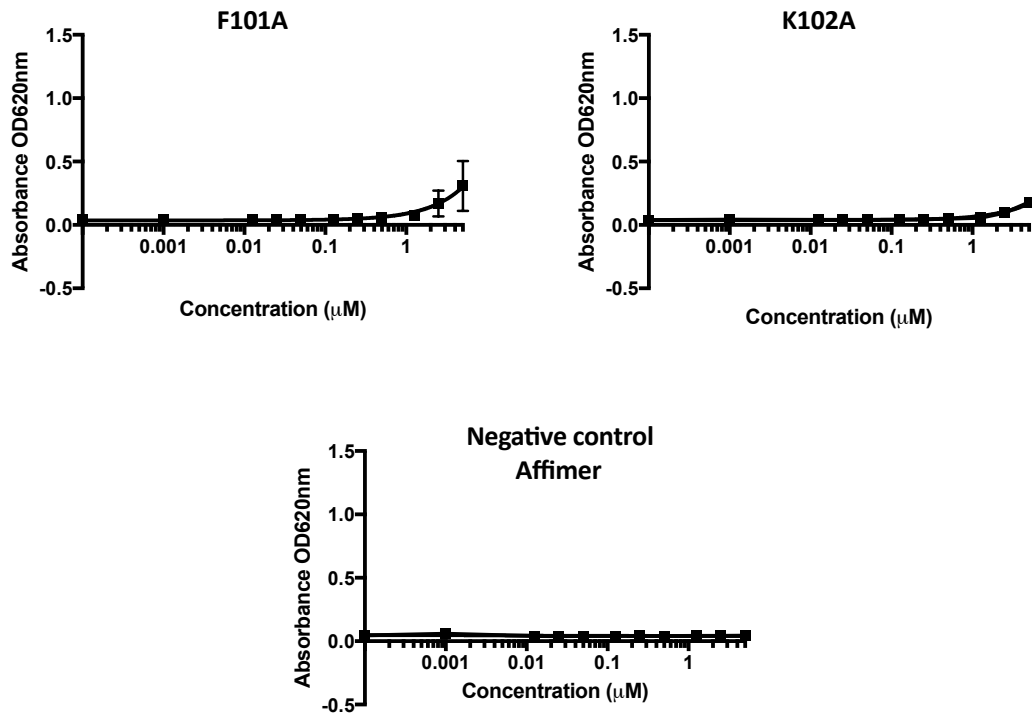 F101A
1.5
1.0
0.5
0.0
-0.5
Absorbance OD620nm
0.001 0.01 0.1 1
Concentration (μM)
K102A
1.5
1.0
0.5
0.0
-0.5
Absorbance OD620nm
0.001 0.01 0.1 1
Concentration (μM)
Negative control
Affimer
1.5
1.0
0.5
0.0
-0.5
Absorbance OD620nm
0.001 0.01 0.1 1
Concentration (μM)